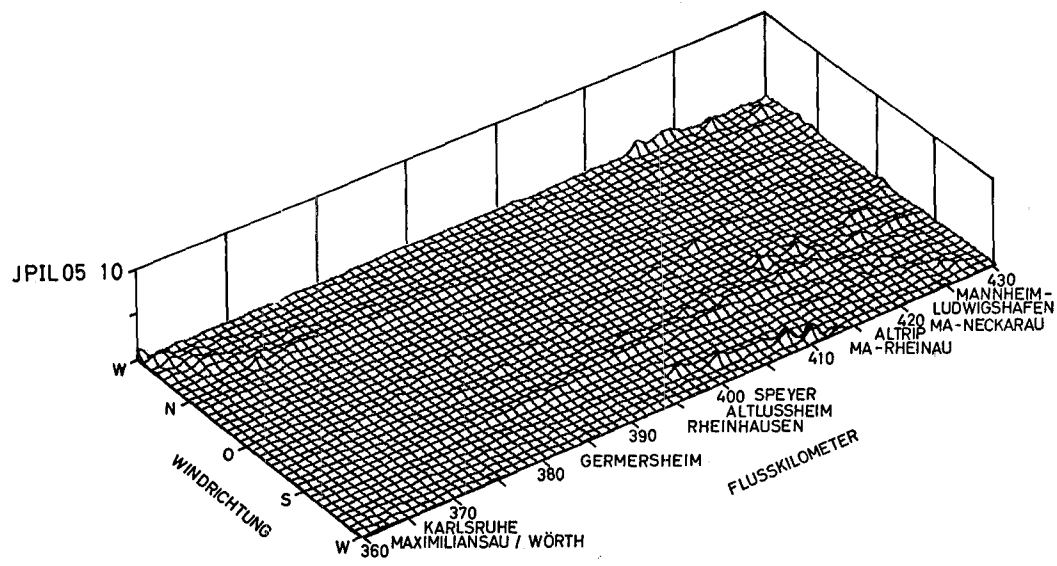 JPIL05 10
W
N
O
S
W
WINDRICHTUNG
360
370
380
390
400
410
420
430
MAXIMILIANSAU / WÖRTH
KARLSRUHE
GERMERSHEIM
RHEINHAUSEN
ALTLUSSHEIM
SPEYER
MA-RHEINAU
ALTRIP
MA-NECKARAU
MANNHEIM-
LUDWIGSHAFEN
FLUSSKILOMETER